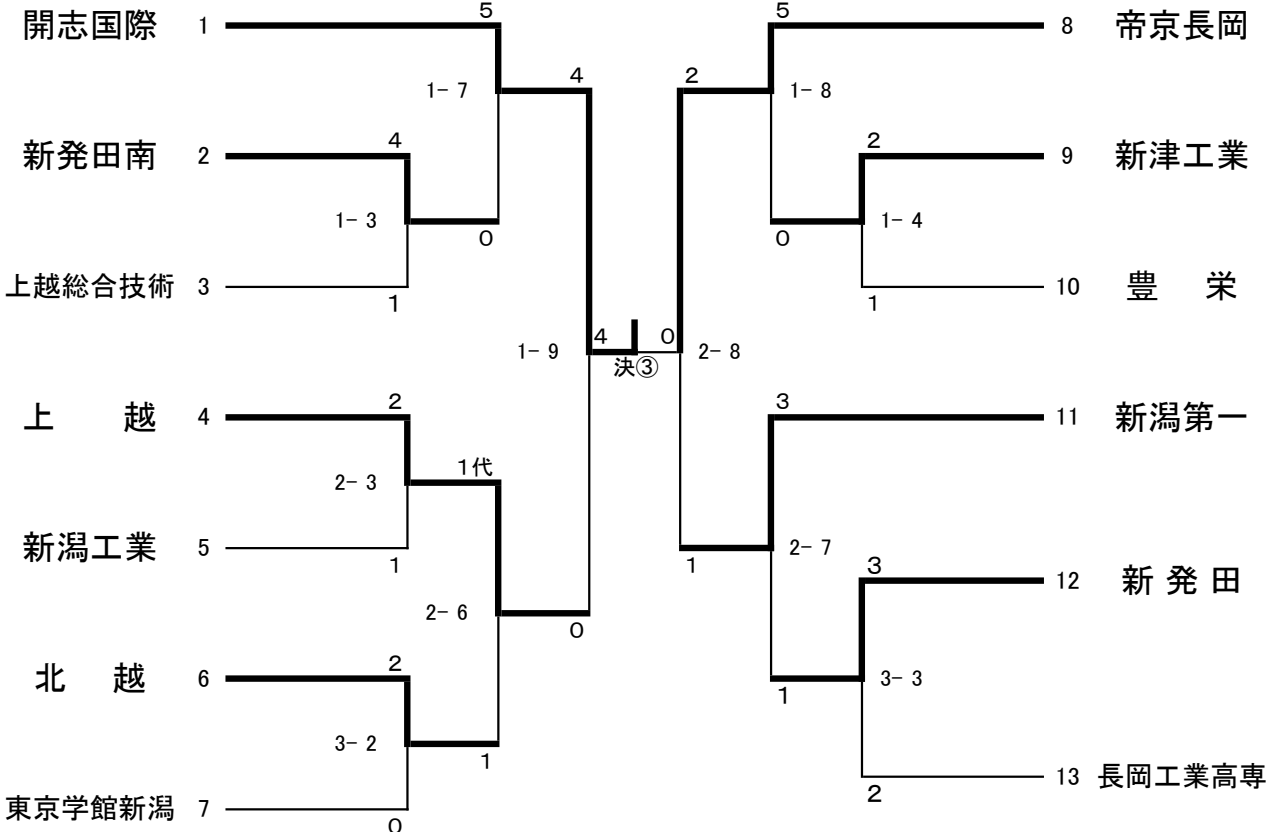 5
5
開志国際 1
8 帝京長岡
4
2
1- 7
1- 8
4
2
新発田南 2
9 新津工業
1- 3
1- 4
0
0
上越総合技術 3
10 豊 栄
1
1
4
0
1- 9
2- 8
決③
2
3
上 越 4
11 新潟第一
1代
2- 3
新潟工業 5
2- 7
1
1
3
12 新 発 田
2- 6
0
2
北 越 6
3- 3
1
3- 2
1
13 長岡工業高専
2
東京学館新潟 7
0